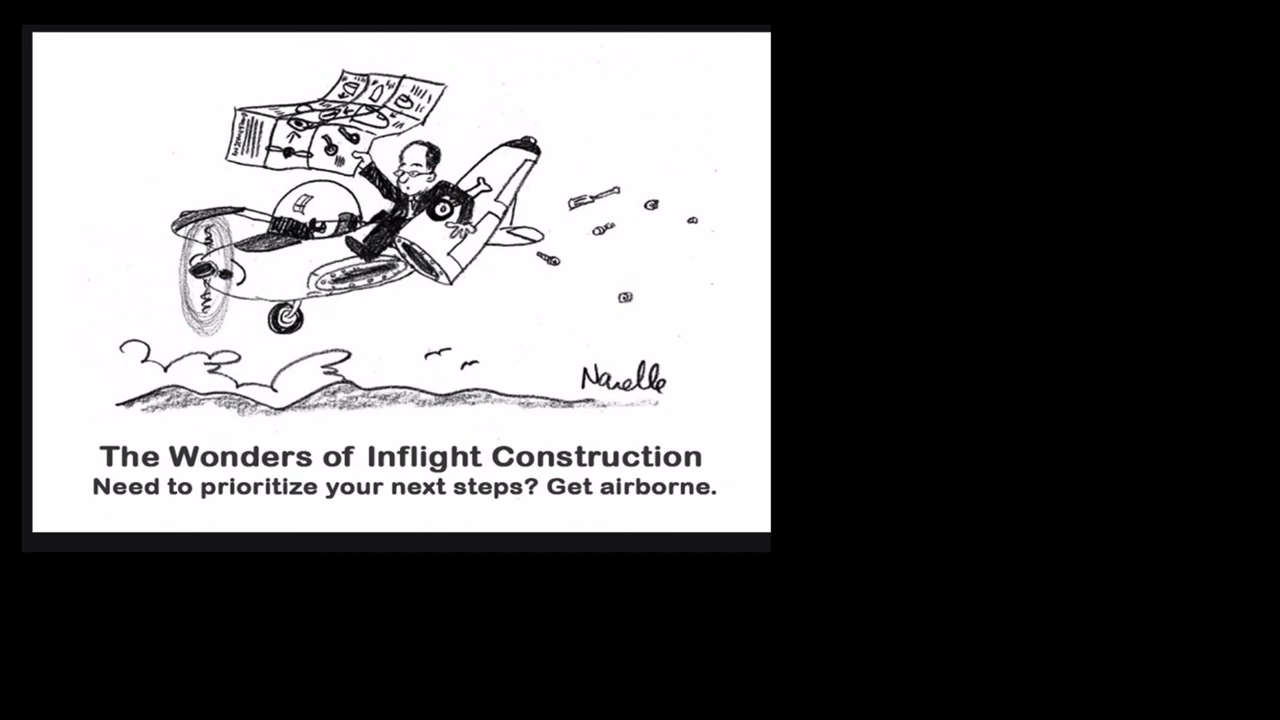 Narelle
The Wonders of Inflight Construction
Need to prioritize your next steps? Get airborne.